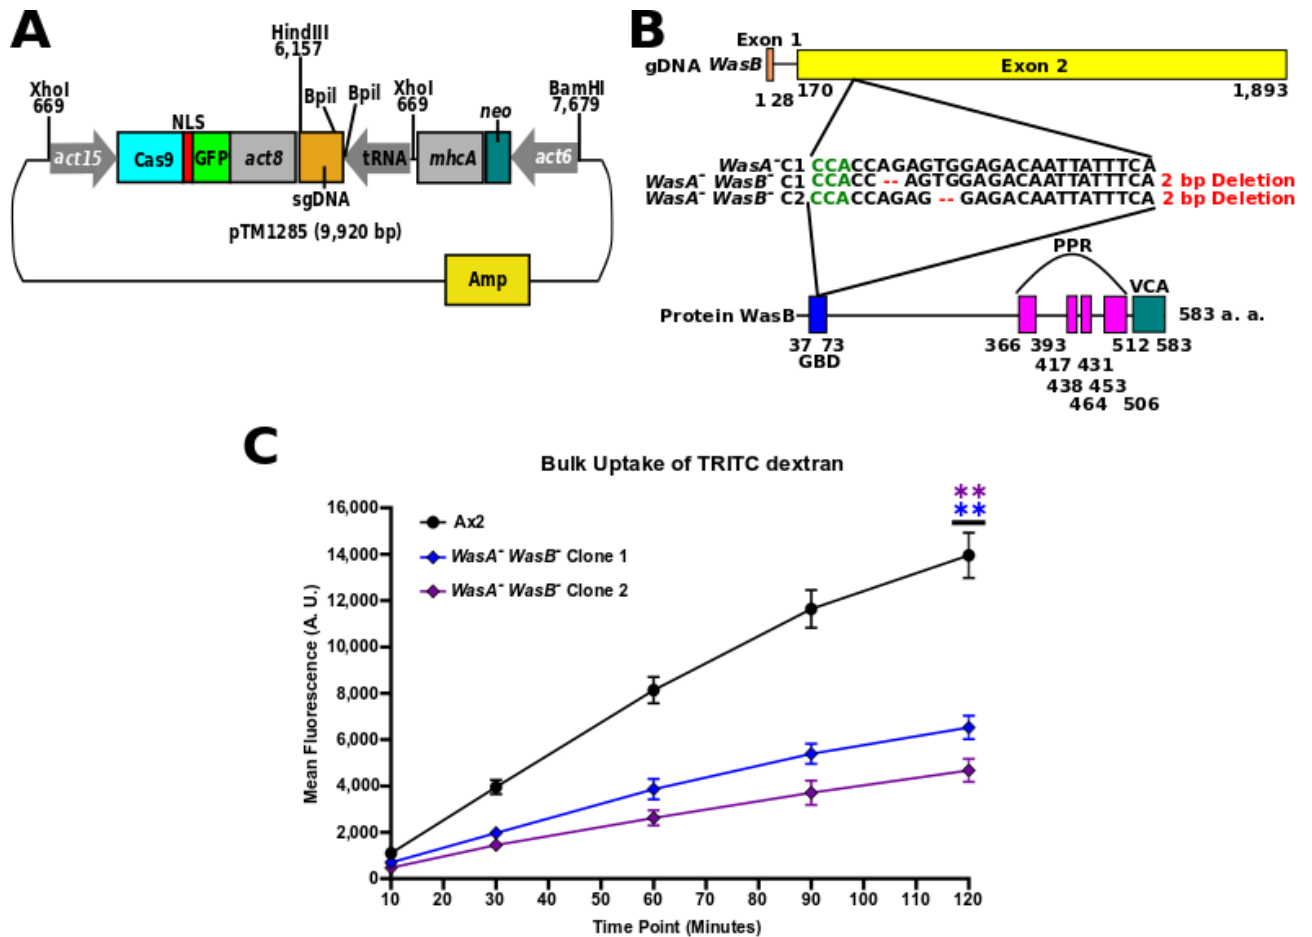 A
HindIII
6,157
XhoI
669
BpiI
BpiI
XhoI
669
BamHI
7,679
NLS
neo
act15
Cas9
GFP
act8
tRNA
mhcA
act6
sgDNA
pTM1285 (9,920 bp)
Amp
B
Exon 1
gDNA WasB
Exon 2
1 28
170
1,893
WasA-C1 CCACCAGAGTGGAGACAATTATTTCA
WasA- WasB- C1 CCACC -- AGTGGAGACAATTATTTCA 2 bp Deletion
WasA- WasB- C2 CCACCAGAG -- GAGACAATTATTTCA 2 bp Deletion
PPR
VCA
Protein WasB
583 a. a.
37 73
366 393
512 583
GBD
417 431
438 453
464 506
C
Bulk Uptake of TRITC dextran
**
**
16,000
14,000
12,000
10,000
8,000
6,000
4,000
2,000
0
Ax2
WasA- WasB- Clone 1
WasA- WasB- Clone 2
Mean Fluorescence (A. U.)
10 20 30 40 50 60 70 80 90 100 110 120
Time Point (Minutes)